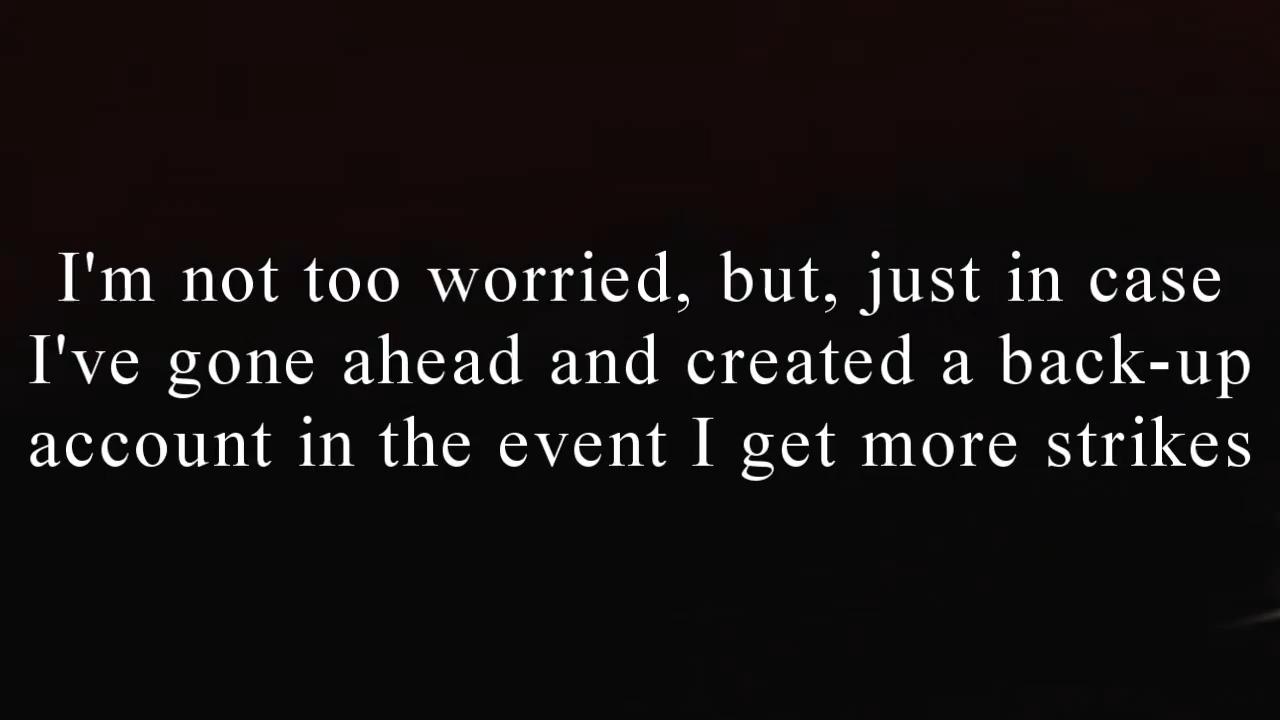 I'm not too worried, but, just in case
I've gone ahead and created a back-up
account in the event I get more strikes